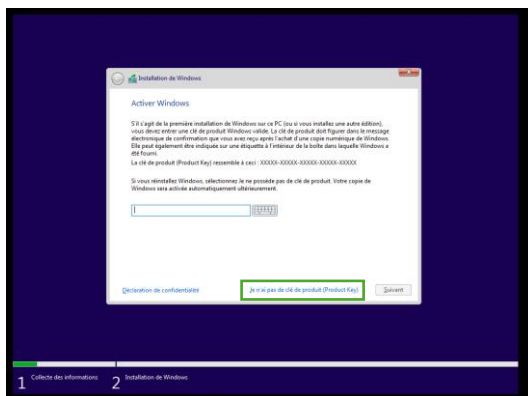 Installation de Windows
Activer Windows
S'il s'agit de la première installation de Windows sur ce PC (ou si vous installez une autre édition),
vous devez entrer une clé de produit Windows valide. La clé de produit doit figurer dans le message
électronique de confirmation que vous avez reçu après l'achat d'une copie numérique de Windows.
Elle peut également être indiquée sur une étiquette à l'intérieur de la boîte dans laquelle Windows a
été fourni.
La clé de produit (Product Key) ressemble à ceci : XXXXX-XXXXX-XXXXX-XXXXX-XXXXX
Si vous réinstallez Windows, sélectionnez Je ne possède pas de clé de produit. Votre copie de
Windows sera activée automatiquement ultérieurement.
Déclaration de confidentialité
Je n'ai pas de clé de produit (Product Key)
Suivant
1 Collecte des informations
2 Installation de Windows